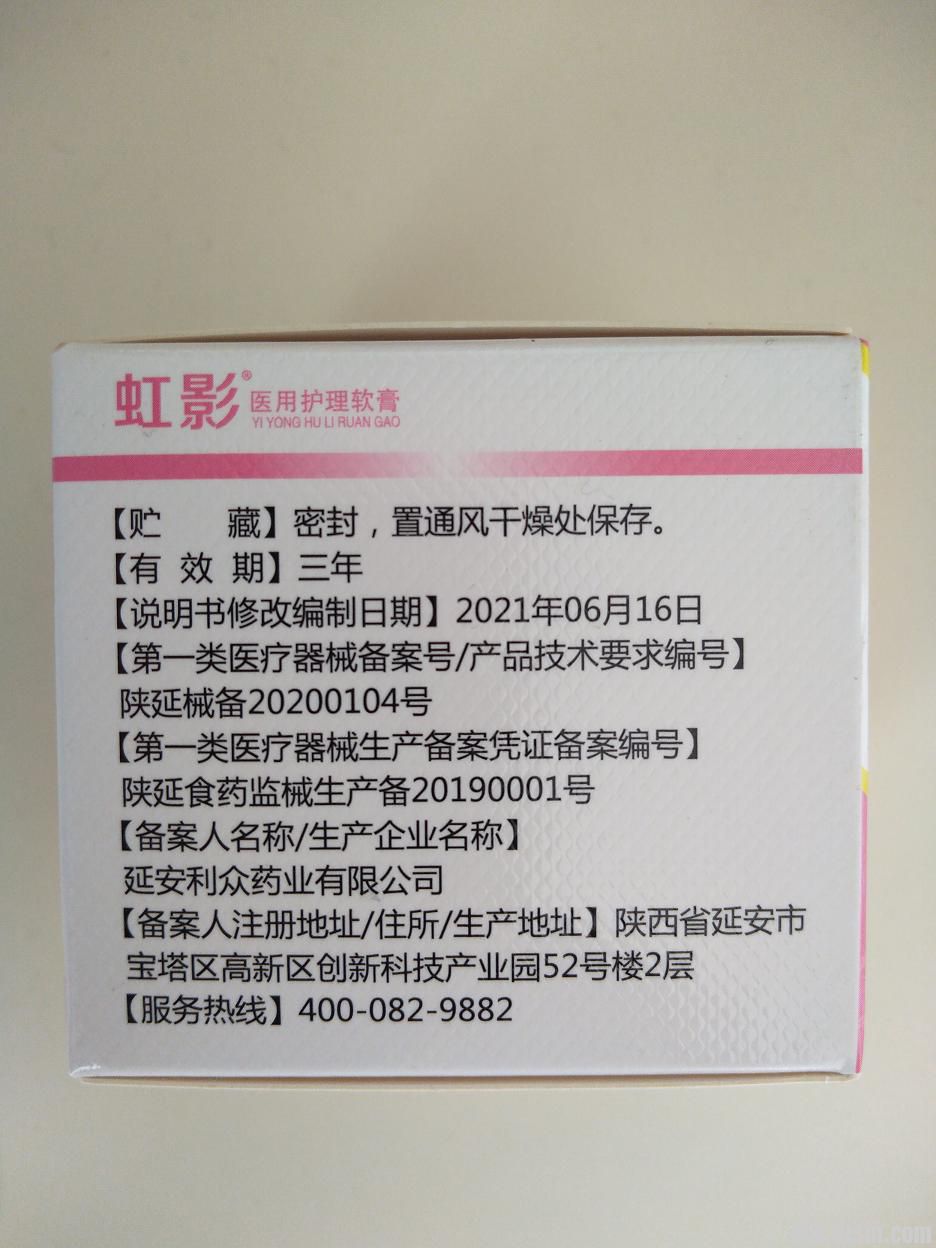 虹影®医用护理软膏
YI YONG HU LI RUAN GAO
【贮 藏】密封，置通风干燥处保存。
【有 效 期】三年
【说明书修改编制日期】2021年06月16日
【第一类医疗器械备案号/产品技术要求编号】
陕延械备20200104号
【第一类医疗器械生产备案凭证备案编号】
陕延食药监械生产备20190001号
【备案人名称/生产企业名称】
延安利众药业有限公司
【备案人注册地址/住所/生产地址】陕西省延安市
宝塔区高新区创新科技产业园52号楼2层
【服务热线】400-082-9882